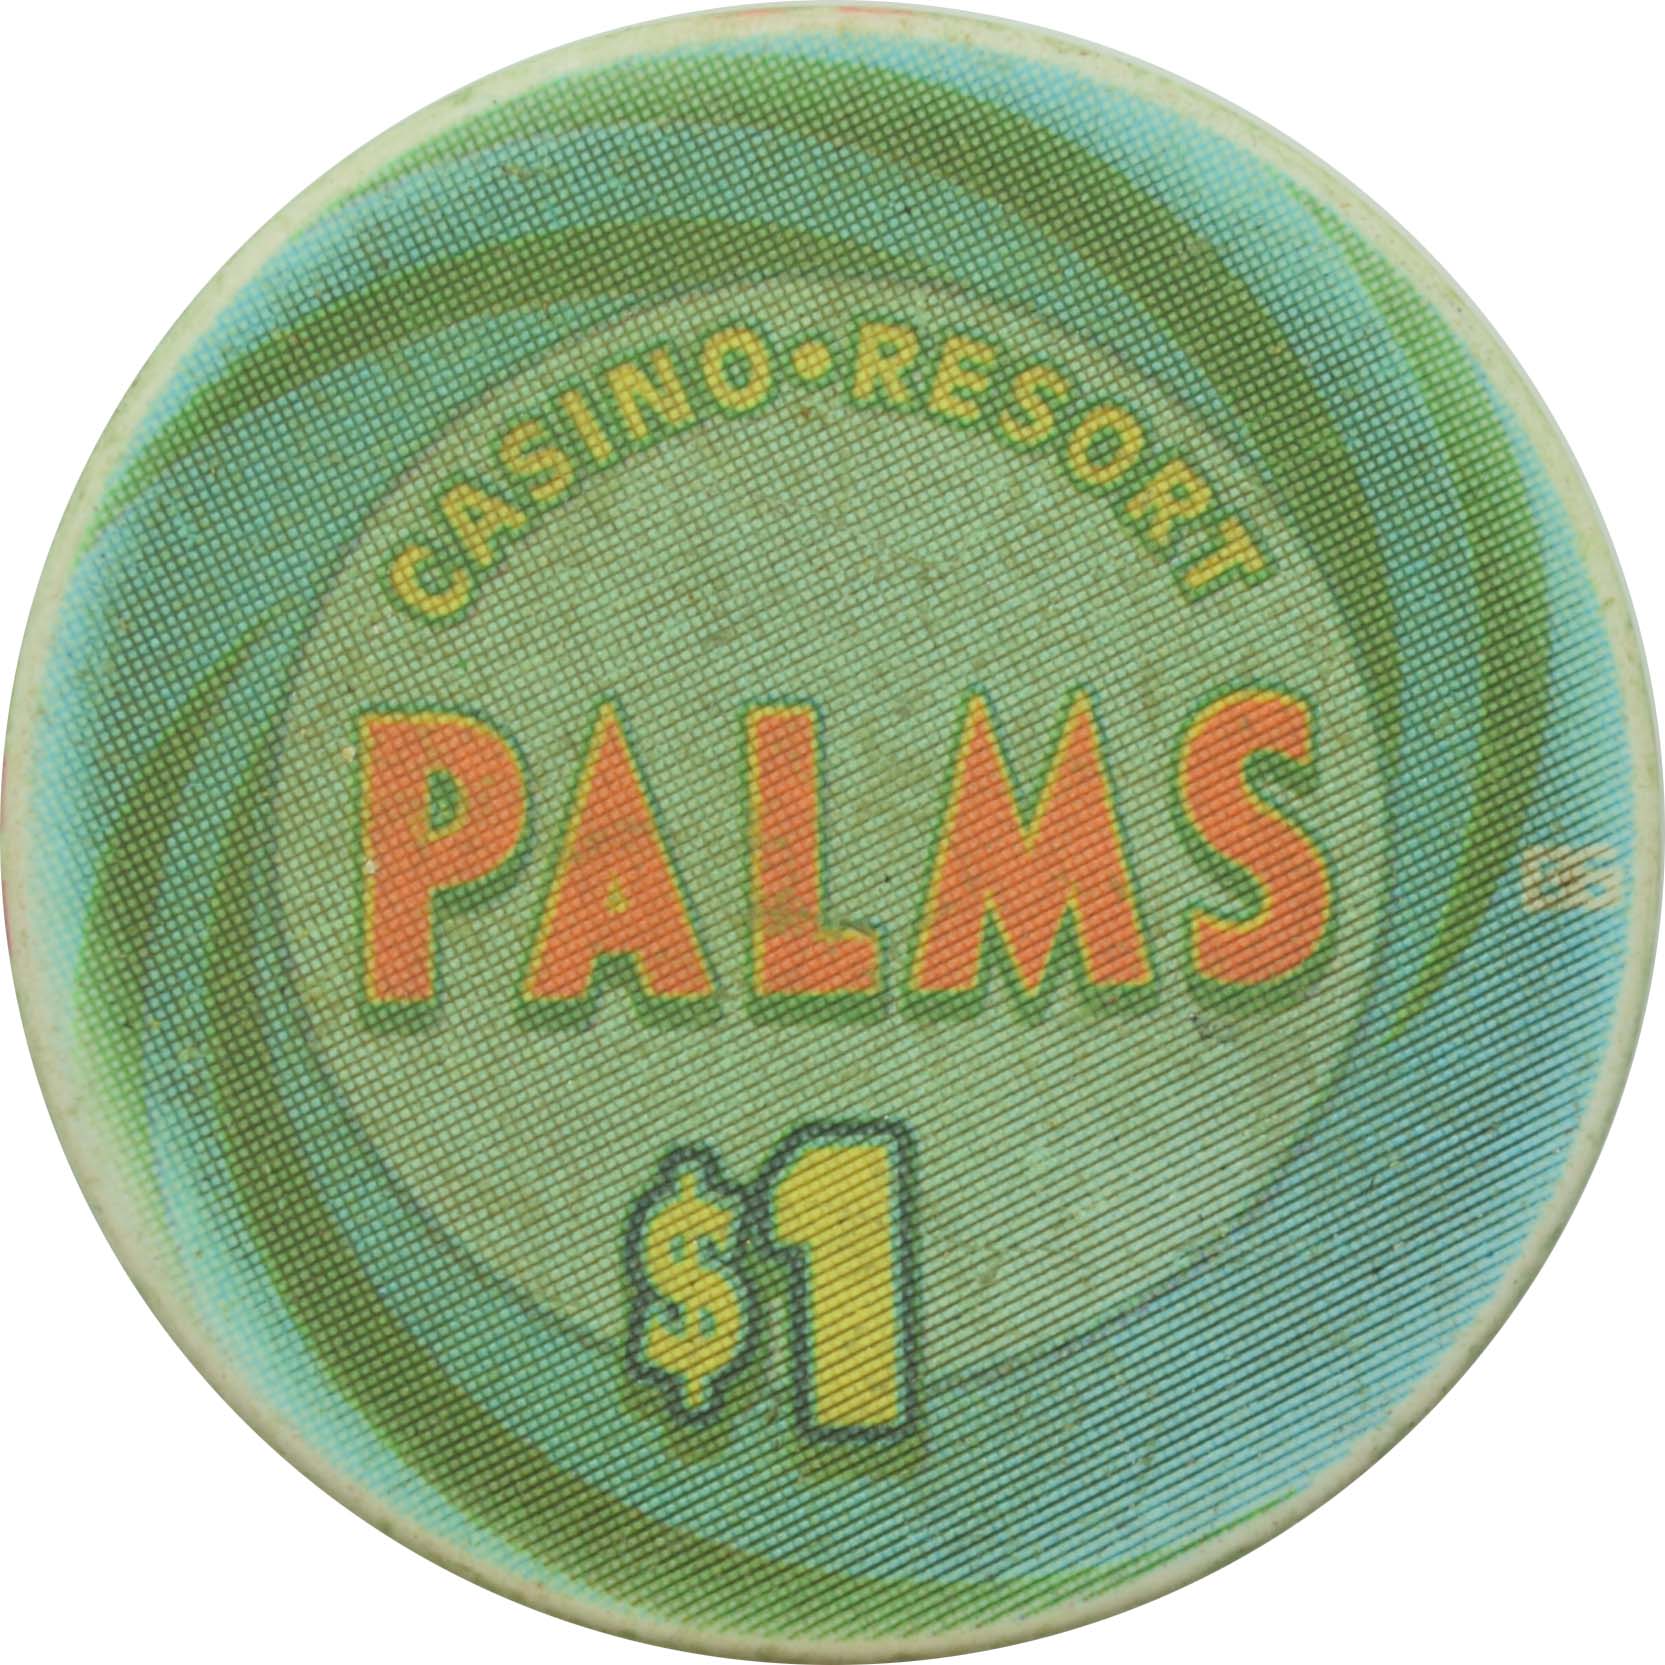 CASINO • RESORT
PALMS
$1